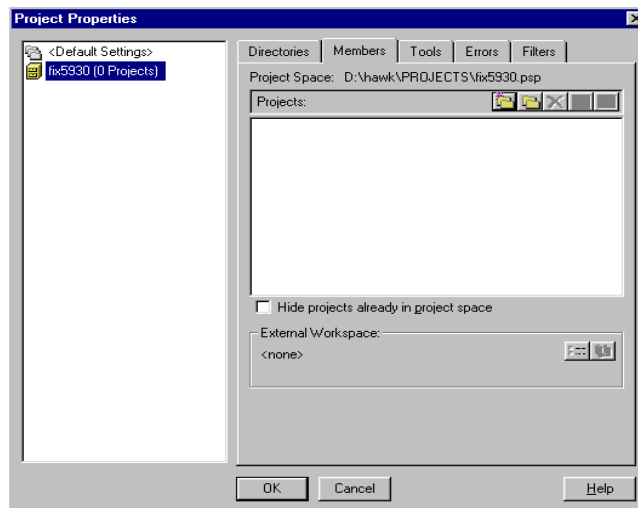 Project Properties
<Default Settings>
fix5930 (0 Projects)
Directories Members Tools Errors Filters
Project Space: D:\hawk\PROJECTS\fix5930.psp
Projects:
Hide projects already in project space
External Workspace:
<none>
OK Cancel Help